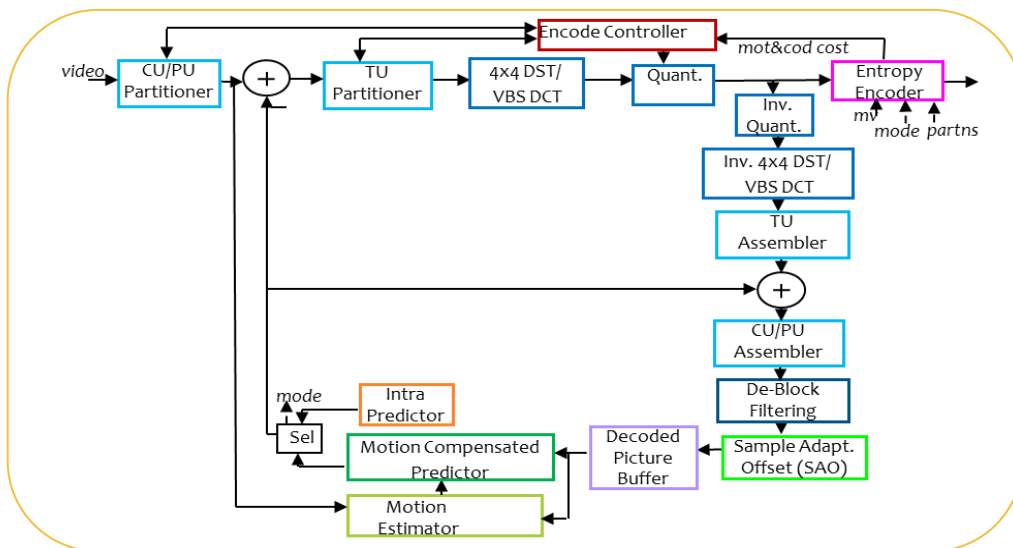 Encode Controller
mot&cod cost
video
CU/PU
Partitioner
+
TU
Partitioner
4x4 DST/
VBS DCT
Quant.
Entropy
Encoder
mv
mode
partns
Inv.
Quant.
Inv. 4x4 DST/
VBS DCT
TU
Assembler
+
CU/PU
Assembler
De-Block
Filtering
Sample Adapt.
Offset (SAO)
Decoded
Picture
Buffer
mode
Intra
Predictor
Sel
Motion Compensated
Predictor
Motion
Estimator